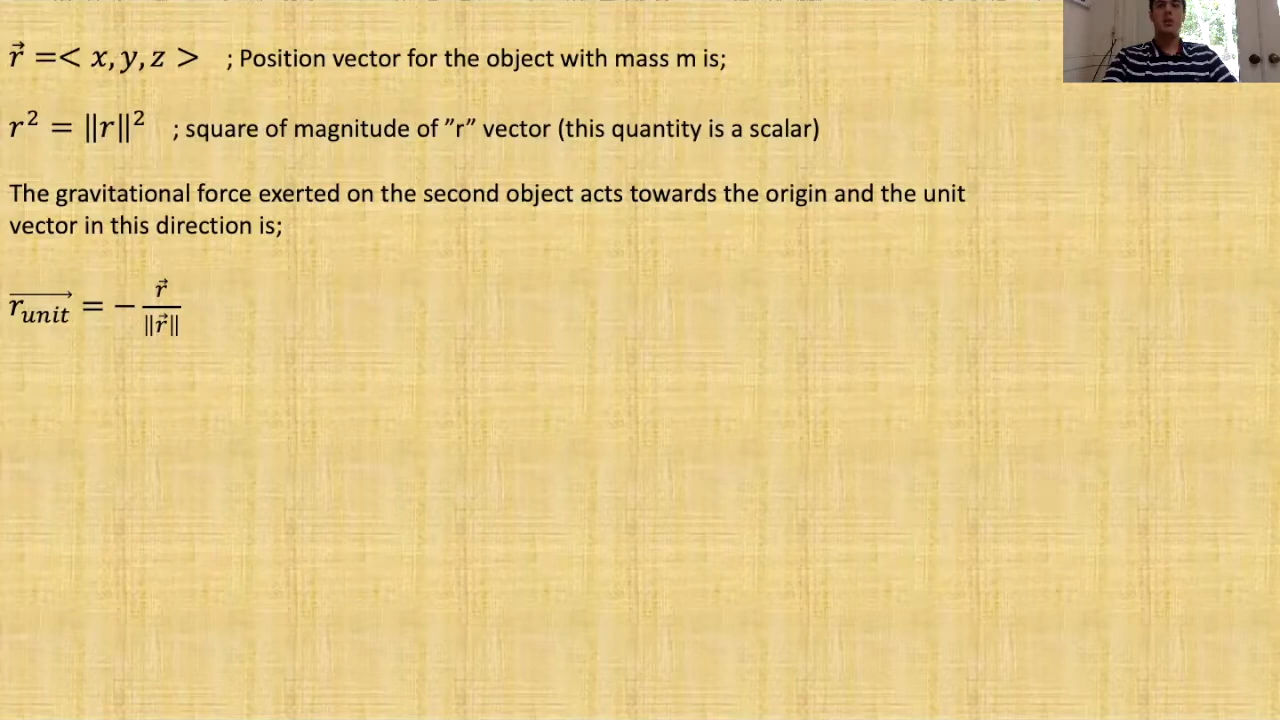 r⃗ =< x, y, z > ; Position vector for the object with mass m is;
r² = ‖r‖² ; square of magnitude of ”r” vector (this quantity is a scalar)
The gravitational force exerted on the second object acts towards the origin and the unit
vector in this direction is;
r_unit⃗ = − r⃗ / ‖r⃗‖